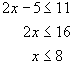 2x − 5 ≤ 11
2x ≤ 16
x ≤ 8